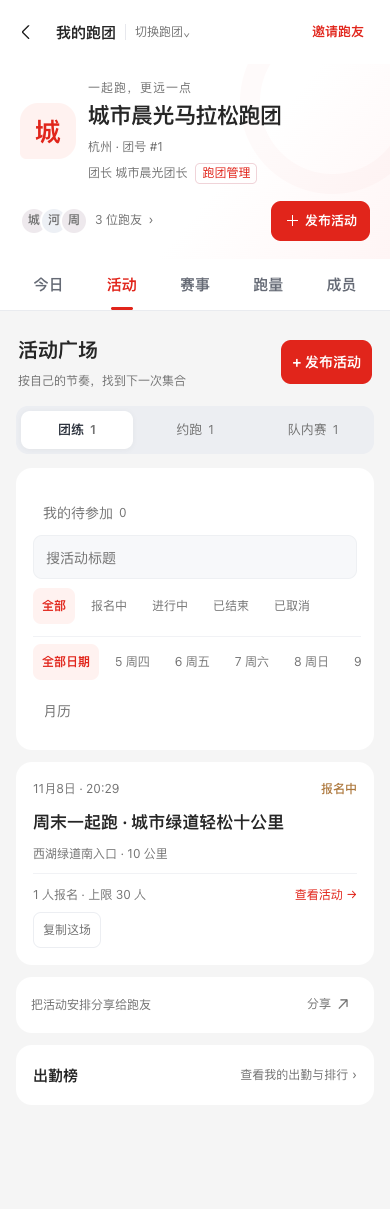 我的跑团 切换跑团⌄ 邀请跑友
一起跑，更远一点
城 城市晨光马拉松跑团
杭州 · 团号 #1
团长 城市晨光团长 跑团管理
城 河 周 3 位跑友 › ＋ 发布活动
今日 活动 赛事 跑量 成员
活动广场
按自己的节奏，找到下一次集合
+ 发布活动
团练 1 约跑 1 队内赛 1
我的待参加 0
搜活动标题
全部 报名中 进行中 已结束 已取消
全部日期 5 周四 6 周五 7 周六 8 周日 9
月历
11月8日 · 20:29 报名中
周末一起跑 · 城市绿道轻松十公里
西湖绿道南入口 · 10 公里
1 人报名 · 上限 30 人 查看活动 →
复制这场
把活动安排分享给跑友 分享 ↗
出勤榜 查看我的出勤与排行 ›